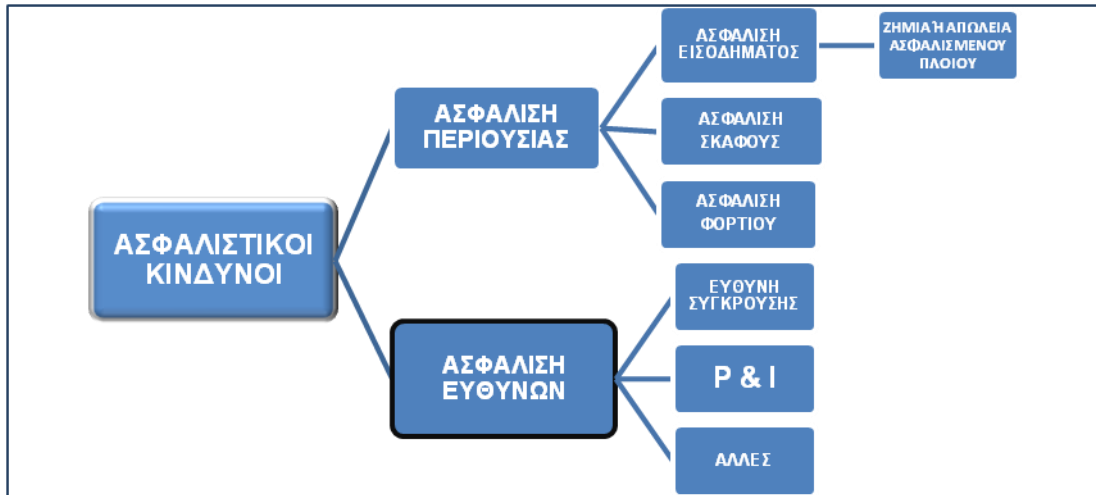 ΑΣΦΑΛΙΣΤΙΚΟΙ
ΚΙΝΔΥΝΟΙ
ΑΣΦΑΛΙΣΗ
ΠΕΡΙΟΥΣΙΑΣ
ΑΣΦΑΛΙΣΗ
ΕΙΣΟΔΗΜΑΤΟΣ
ΖΗΜΙΑ Ή ΑΠΩΛΕΙΑ
ΑΣΦΑΛΙΣΜΕΝΟΥ
ΠΛΟΙΟΥ
ΑΣΦΑΛΙΣΗ
ΣΚΑΦΟΥΣ
ΑΣΦΑΛΙΣΗ
ΦΟΡΤΙΟΥ
ΑΣΦΑΛΙΣΗ
ΕΥΘΥΝΩΝ
ΕΥΘΥΝΗ
ΣΥΓΚΡΟΥΣΗΣ
P & I
ΑΛΛΕΣ